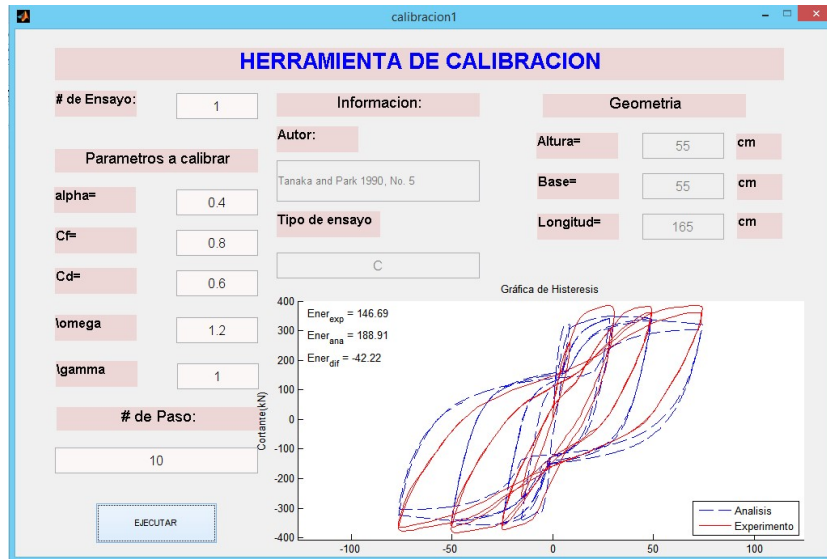 calibracion1
HERRAMIENTA DE CALIBRACION
# de Ensayo:
1
Parametros a calibrar
alpha=
0.4
Cf=
0.8
Cd=
0.6
\omega
1.2
\gamma
1
# de Paso:
10
EJECUTAR
Informacion:
Autor:
Tanaka and Park 1990, No. 5
Tipo de ensayo
C
Geometria
Altura=
55
cm
Base=
55
cm
Longitud=
165
cm
Gráfica de Histeresis
Ener_exp = 146.69
Ener_ana = 188.91
Ener_dif = -42.22
Cortante(kN)
400
300
200
100
0
-100
-200
-300
-400
-100
-50
0
50
100
Analisis
Experimento